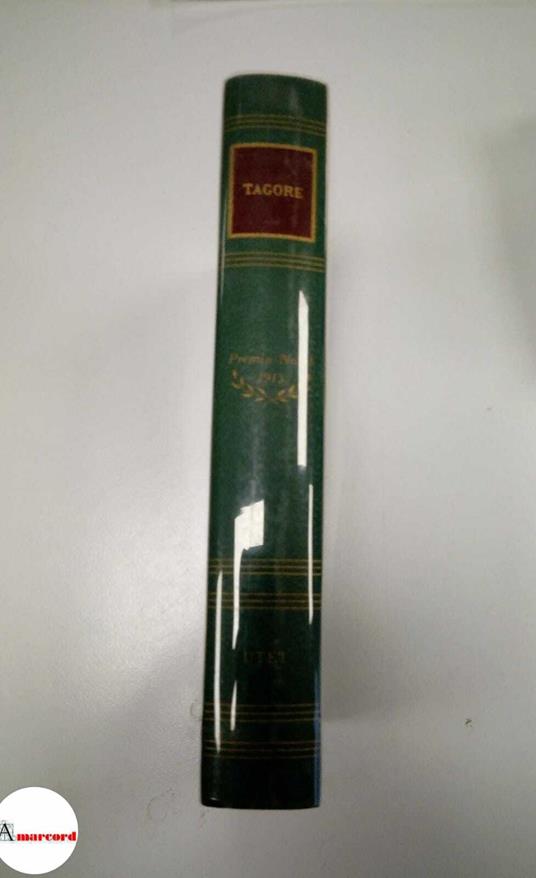 TAGORE
Premio Nobel
1913
UTET
Amarcord